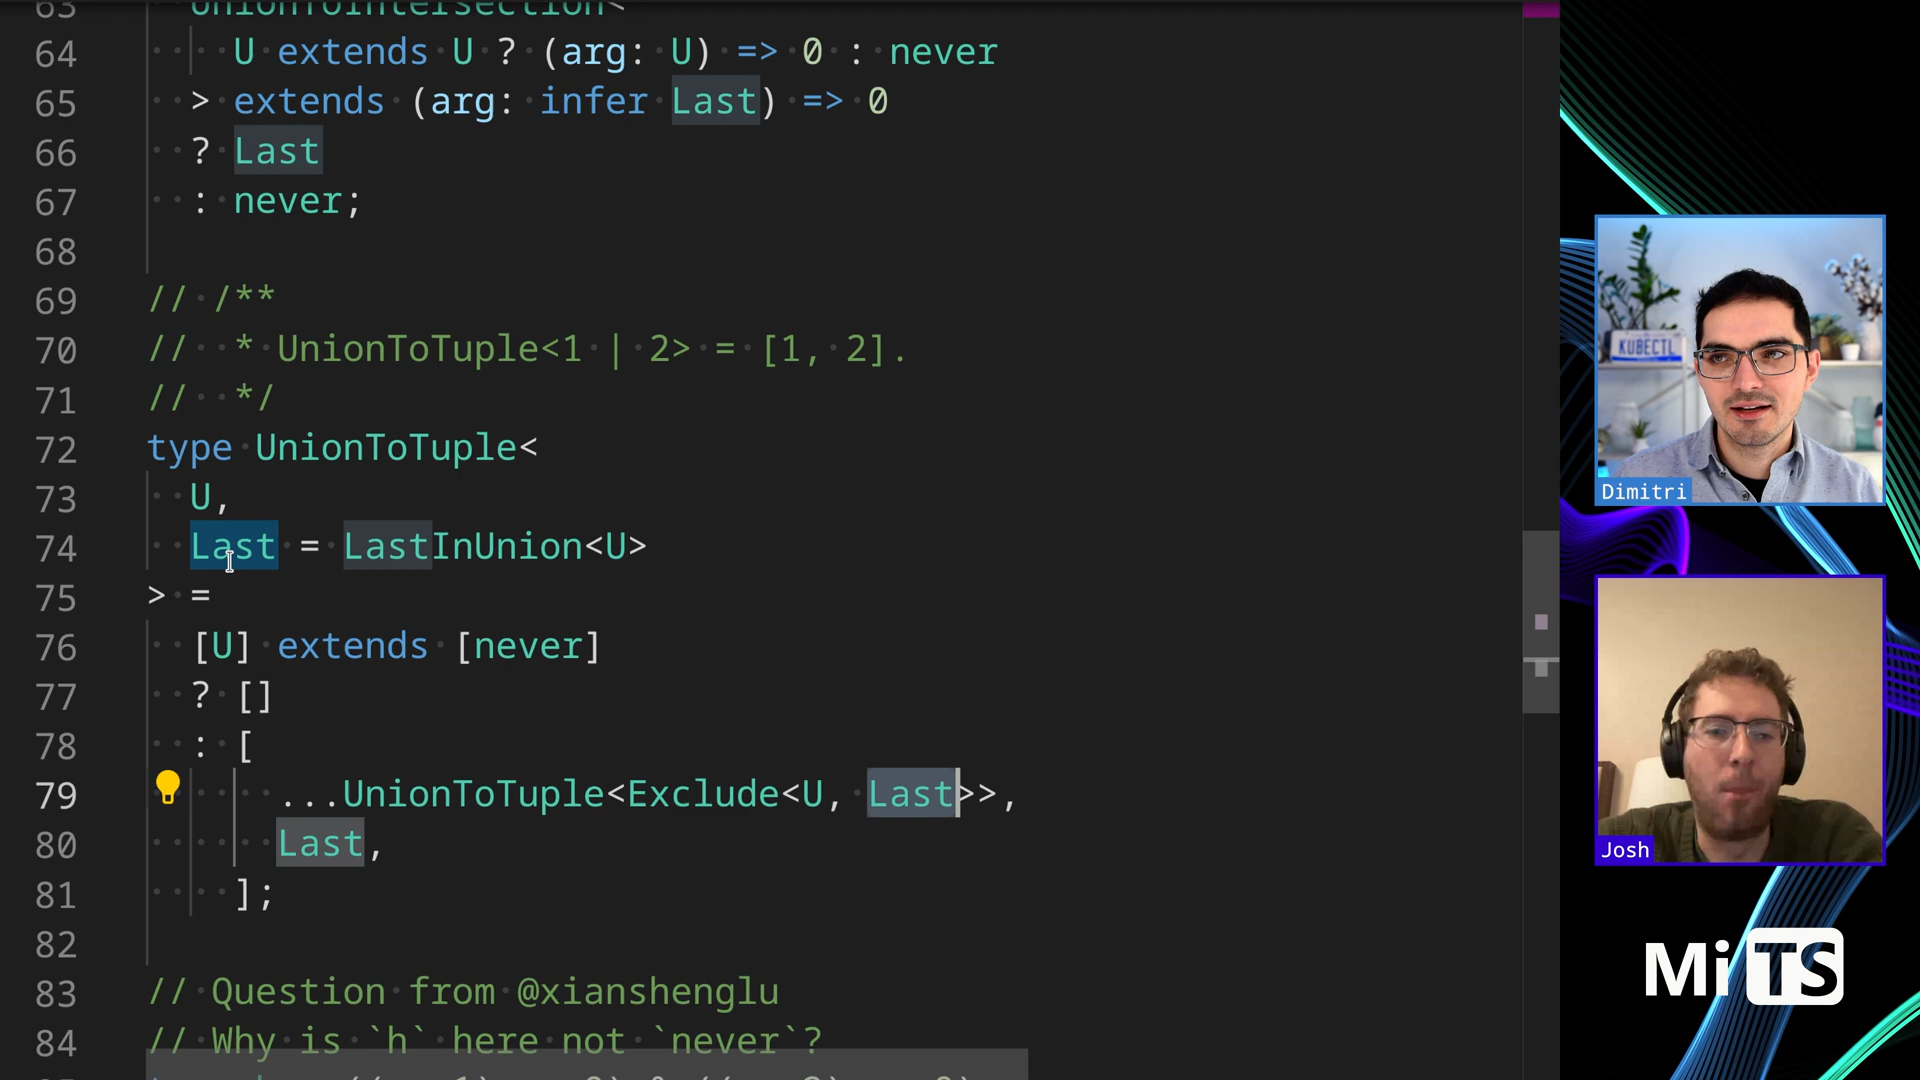 63 UnionToIntersection<
64 U extends U ? (arg: U) => 0 : never
65 > extends (arg: infer Last) => 0
66 ? Last
67 : never;
68
69 // /**
70 //  * UnionToTuple<1 | 2> = [1, 2].
71 //  */
72 type UnionToTuple<
73 U,
74 Last = LastInUnion<U>
75 > =
76 [U] extends [never]
77 ? []
78 : [
79 ...UnionToTuple<Exclude<U, Last>>,
80 Last,
81 ];
82
83 // Question from @xianshenglu
84 // Why is `h` here not `never`?
KUBECTL
Dimitri
Josh
MiTS